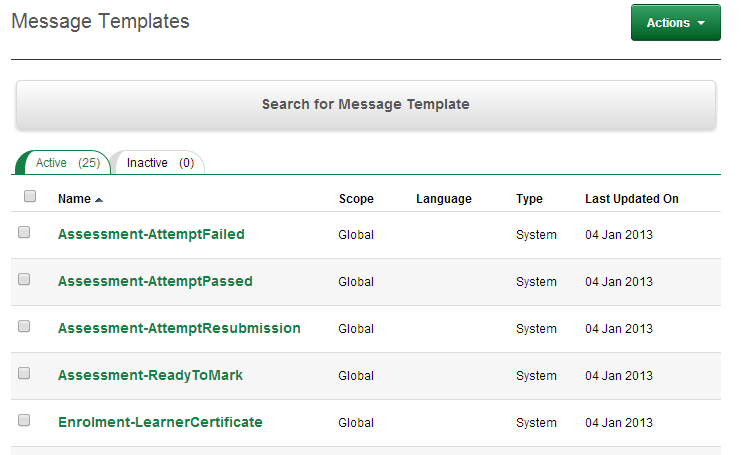 Message Templates
Actions
Search for Message Template
Active (25) Inactive (0)
Name Scope Language Type Last Updated On
Assessment-AttemptFailed Global System 04 Jan 2013
Assessment-AttemptPassed Global System 04 Jan 2013
Assessment-AttemptResubmission Global System 04 Jan 2013
Assessment-ReadyToMark Global System 04 Jan 2013
Enrolment-LearnerCertificate Global System 04 Jan 2013